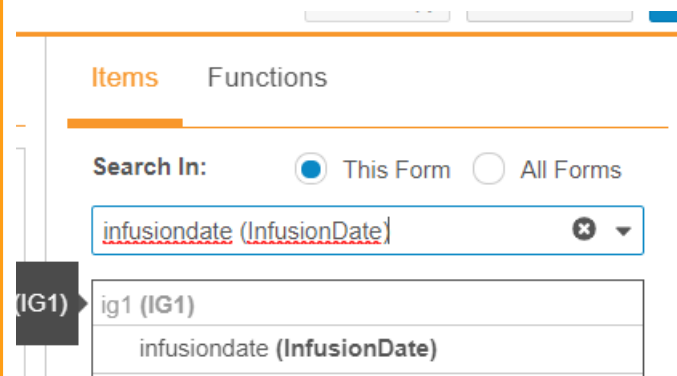 Items Functions
Search In: This Form All Forms
infusiondate (InfusionDate)
(IG1) ig1 (IG1)
infusiondate (InfusionDate)